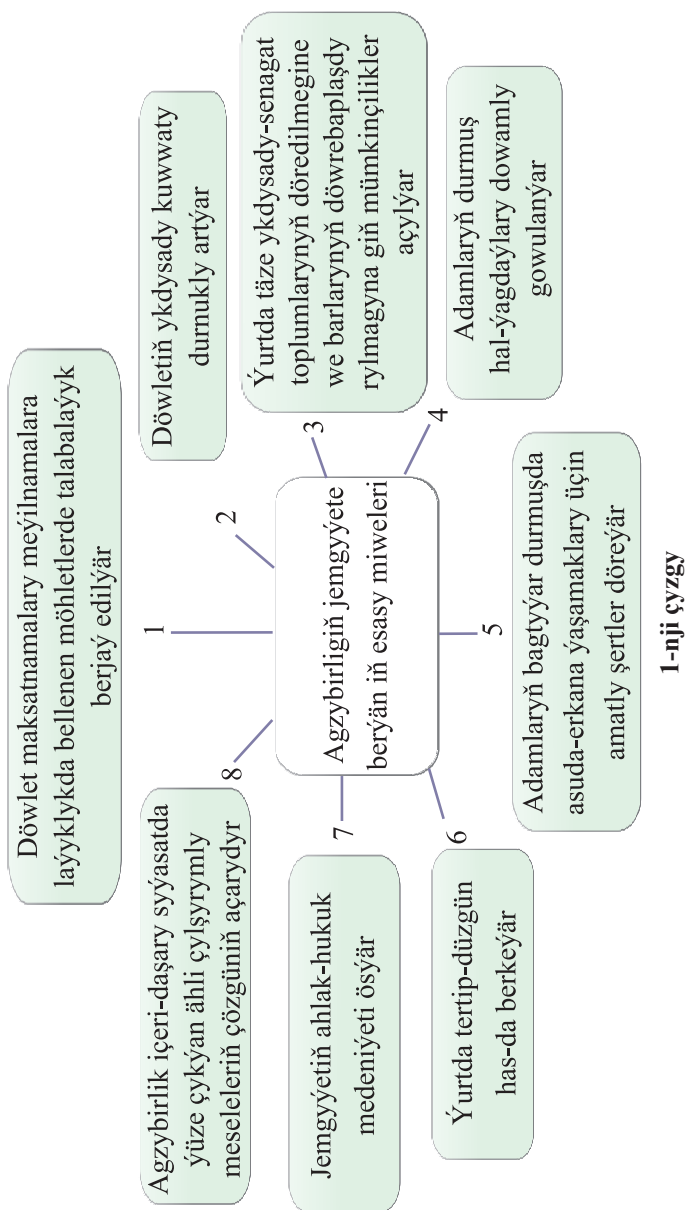 Döwlet maksatnamalary meýilnamalara
laýyklykda bellenen möhletlerde talabalaýyk
berjaý edilýär
1
Döwletiň ykdysady kuwwaty
durnukly artýar
2
Ýurtda täze ykdysady-senagat
toplumlarynyň döredilmegine
we barlarynyň döwrebaplaşdy
rylmagyna giň mümkinçilikler
açylýar
3
Adamlaryň durmuş
hal-ýagdaýlary dowamly
gowulanýar
4
Agzybirligiň jemgyýete
berýän iň esasy miweleri
5
Adamlaryň bagtyýar durmuşda
asuda-erkana ýaşamaklary üçin
amatly şertler döreýär
6
Ýurtda tertip-düzgün
has-da berkeýär
7
Jemgyýetiň ahlak-hukuk
medeniýeti ösýär
8
Agzybirlik içeri-daşary syýasatda
ýüze çykýan ähli çylşyrymly
meseleleriň çözgüniň açarydyr
1-nji çyzgy